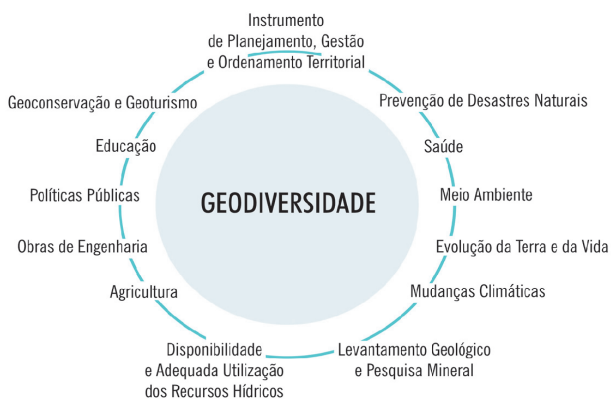 Instrumento
de Planejamento, Gestão
e Ordenamento Territorial
Prevenção de Desastres Naturais
Saúde
Meio Ambiente
Evolução da Terra e da Vida
Mudanças Climáticas
Levantamento Geológico
e Pesquisa Mineral
Disponibilidade
e Adequada Utilização
dos Recursos Hídricos
Agricultura
Obras de Engenharia
Políticas Públicas
Educação
Geoconservação e Geoturismo
GEODIVERSIDADE